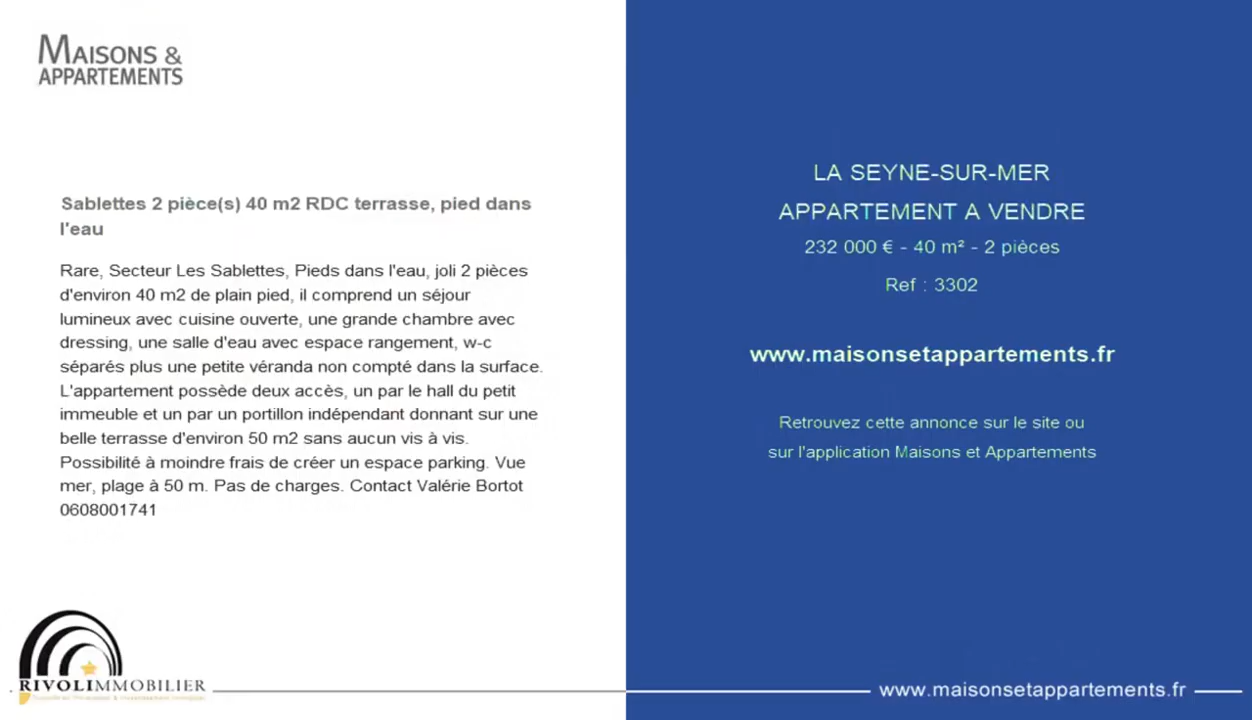 MAISONS &
APPARTEMENTS
Sablettes 2 pièce(s) 40 m2 RDC terrasse, pied dans
l'eau
Rare, Secteur Les Sablettes, Pieds dans l'eau, joli 2 pièces
d'environ 40 m2 de plain pied, il comprend un séjour
lumineux avec cuisine ouverte, une grande chambre avec
dressing, une salle d'eau avec espace rangement, w-c
séparés plus une petite véranda non compté dans la surface.
L'appartement possède deux accès, un par le hall du petit
immeuble et un par un portillon indépendant donnant sur une
belle terrasse d'environ 50 m2 sans aucun vis à vis.
Possibilité à moindre frais de créer un espace parking. Vue
mer, plage à 50 m. Pas de charges. Contact Valérie Bortot
0608001741
RIVOLIMMOBILIER
LA SEYNE-SUR-MER
APPARTEMENT A VENDRE
232 000 € - 40 m² - 2 pièces
Ref : 3302
www.maisonsetappartements.fr
Retrouvez cette annonce sur le site ou
sur l'application Maisons et Appartements
www.maisonsetappartements.fr